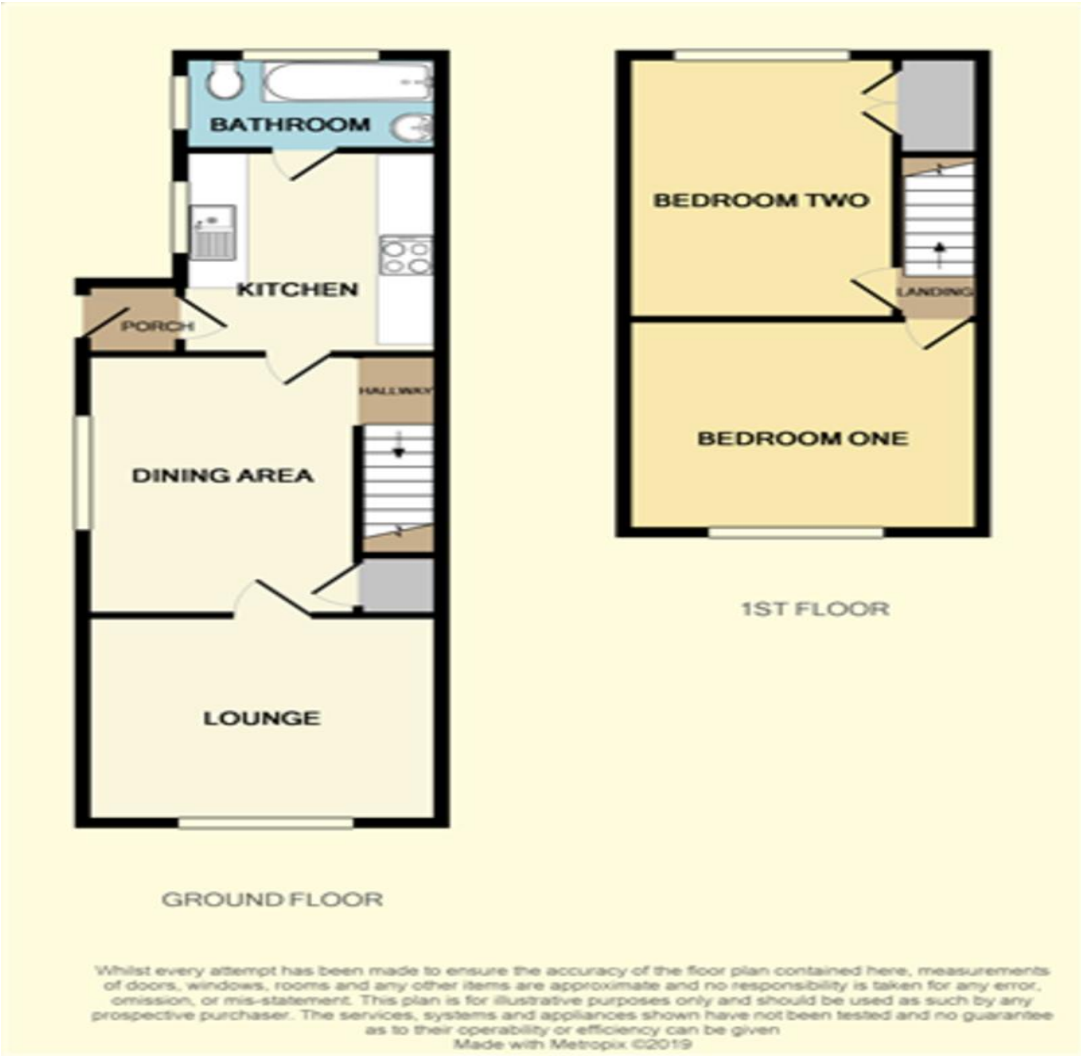 BATHROOM
BEDROOM TWO
KITCHEN
LANDING
PORCH
HALLWAY
BEDROOM ONE
DINING AREA
1ST FLOOR
LOUNGE
GROUND FLOOR
Whilst every attempt has been made to ensure the accuracy of the floor plan contained here, measurements
of doors, windows, rooms and any other items are approximate and no responsibility is taken for any error,
omission, or mis-statement. This plan is for illustrative purposes only and should be used as such by any
prospective purchaser. The services, systems and appliances shown have not been tested and no guarantee
as to their operability or efficiency can be given
Made with Metropix ©2019